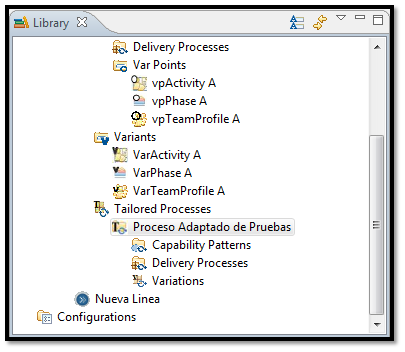 Library
Delivery Processes
Var Points
vpActivity A
vpPhase A
vpTeamProfile A
Variants
VarActivity A
VarPhase A
VarTeamProfile A
Tailored Processes
Proceso Adaptado de Pruebas
Capability Patterns
Delivery Processes
Variations
Nueva Linea
Configurations